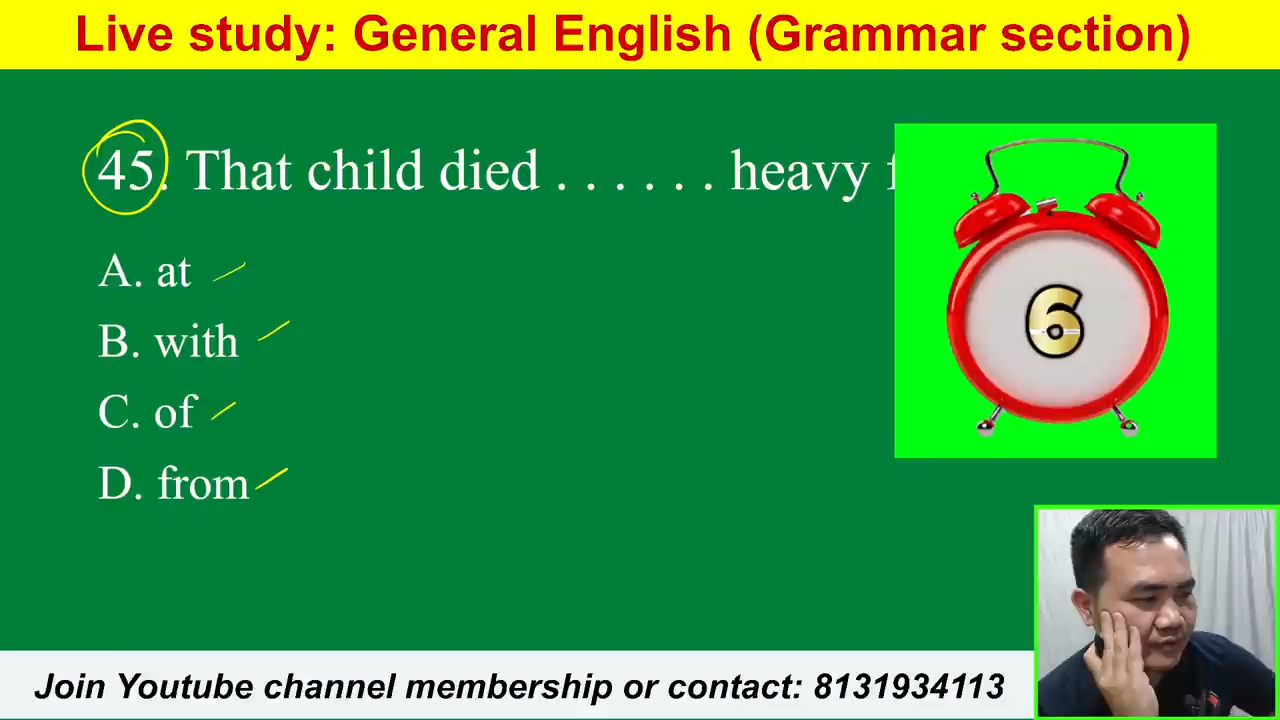 Live study: General English (Grammar section)
45. That child died . . . . . . heavy
A. at
B. with
C. of
D. from
6
Join Youtube channel membership or contact: 8131934113